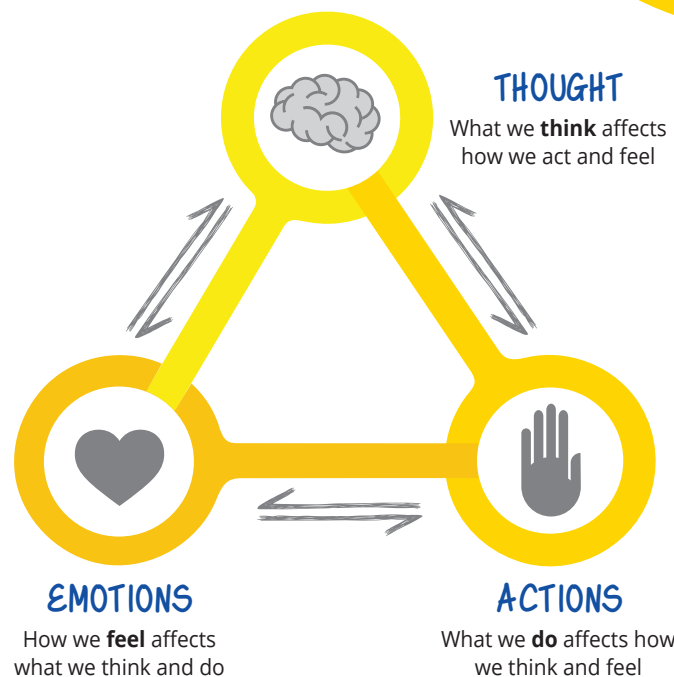 THOUGHT
What we think affects
how we act and feel
EMOTIONS
How we feel affects
what we think and do
ACTIONS
What we do affects how
we think and feel